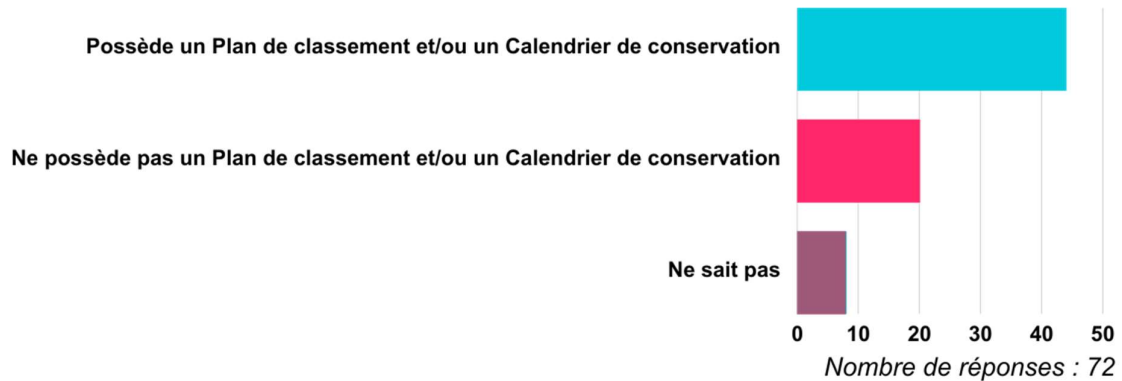 Possède un Plan de classement et/ou un Calendrier de conservation
Ne possède pas un Plan de classement et/ou un Calendrier de conservation
Ne sait pas
0 10 20 30 40 50
Nombre de réponses : 72